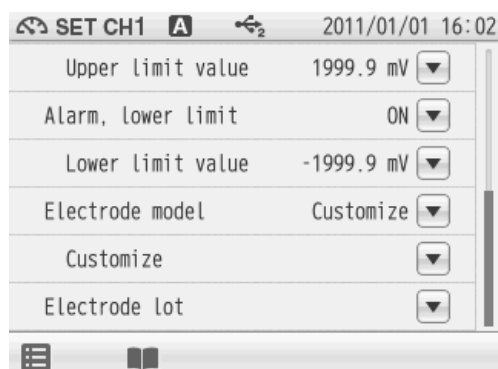 SET CH1 A 2 2011/01/01 16:02
Upper limit value 1999.9 mV
Alarm, lower limit ON
Lower limit value -1999.9 mV
Electrode model Customize
Customize
Electrode lot